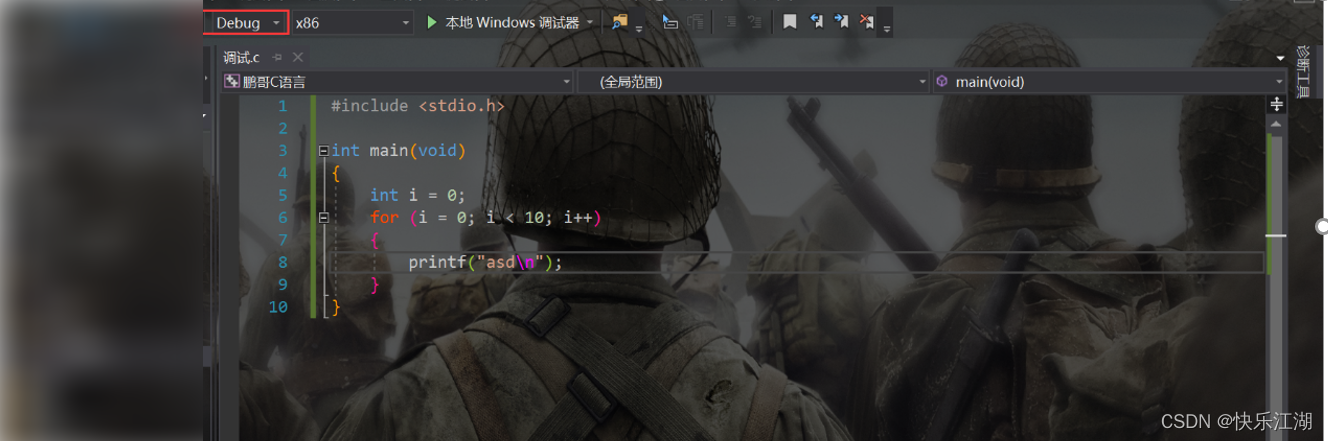 Debug x86 本地 Windows 调试器
调试.c
诊断工具
鹏哥C语言 (全局范围) main(void)
1 #include <stdio.h>
2
3 int main(void)
4 {
5 int i = 0;
6 for (i = 0; i < 10; i++)
7 {
8 printf("asd\n");
9 }
10 }
CSDN @快乐江湖